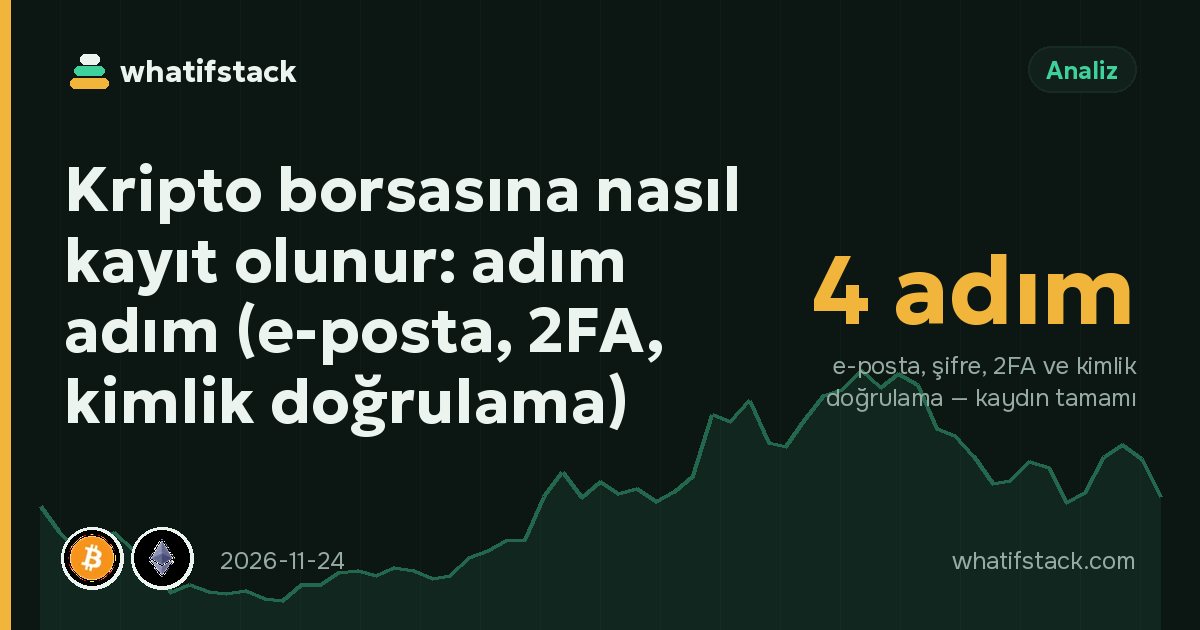 whatifstack
Analiz
Kripto borsasına nasıl
kayıt olunur: adım
adım (e-posta, 2FA,
kimlik doğrulama)
4 adım
e-posta, şifre, 2FA ve kimlik
doğrulama — kaydın tamamı
2026-11-24
whatifstack.com